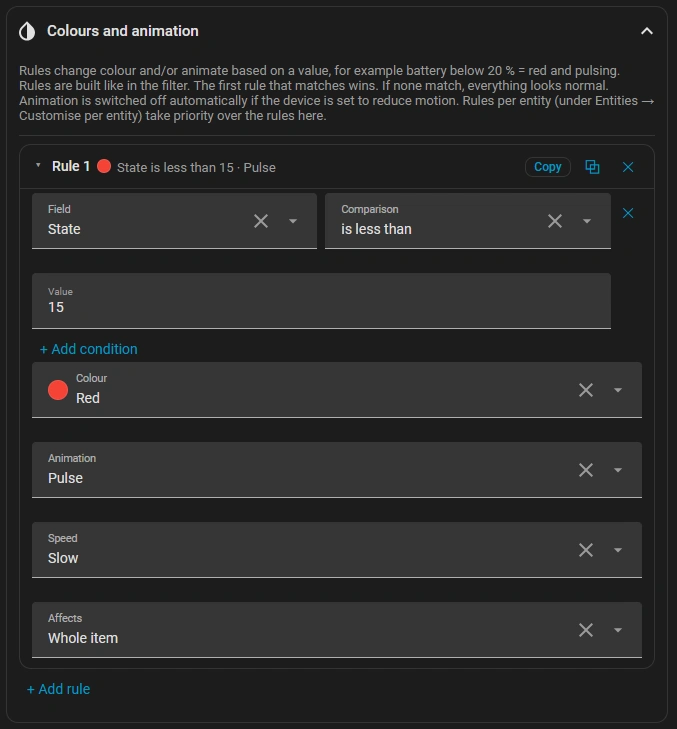 Colours and animation
Rules change colour and/or animate based on a value, for example battery below 20 % = red and pulsing.
Rules are built like in the filter. The first rule that matches wins. If none match, everything looks normal.
Animation is switched off automatically if the device is set to reduce motion. Rules per entity (under Entities →
Customise per entity) take priority over the rules here.
Rule 1 State is less than 15 · Pulse Copy
Field
State
Comparison
is less than
Value
15
+ Add condition
Colour
Red
Animation
Pulse
Speed
Slow
Affects
Whole item
+ Add rule